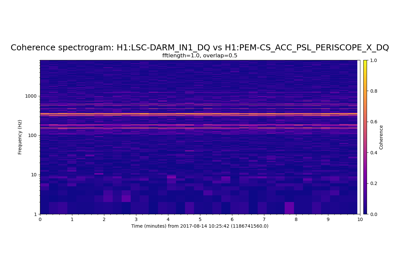 Coherence spectrogram: H1:LSC-DARM_IN1_DQ vs H1:PEM-CS_ACC_PSL_PERISCOPE_X_DQ
fftlength=1.0, overlap=0.5
1.0
1000
0.8
Frequency [Hz]
0.6
100
Coherence
0.4
10
0.2
1
0.0
0 1 2 3 4 5 6 7 8 9 10
Time (minutes) from 2017-08-14 10:25:42 (1186741560.0)